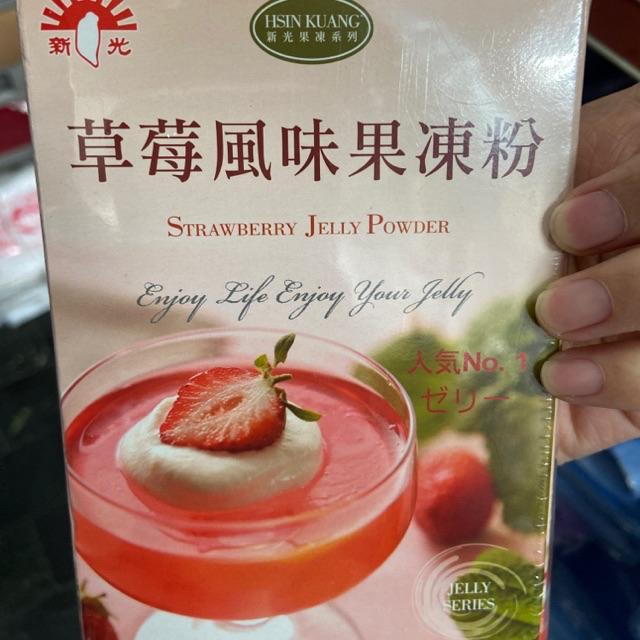 新光
HSIN KUANG
新光果凍系列
草莓風味果凍粉
STRAWBERRY JELLY POWDER
Enjoy Life Enjoy Your Jelly
人気No. 1
ゼリー
JELLY
SERIES